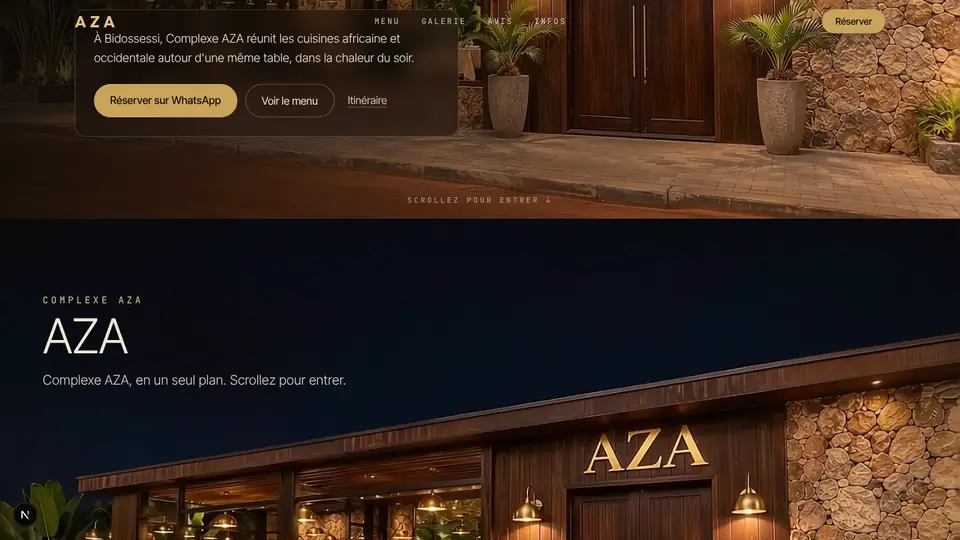 AZA
MENU GALERIE AVIS INFOS
Réserver
À Bidossessi, Complexe AZA réunit les cuisines africaine et
occidentale autour d'une même table, dans la chaleur du soir.
Réserver sur WhatsApp Voir le menu Itinéraire
SCROLLEZ POUR ENTRER ↓
COMPLEXE AZA
AZA
Complexe AZA, en un seul plan. Scrollez pour entrer.
AZA
N